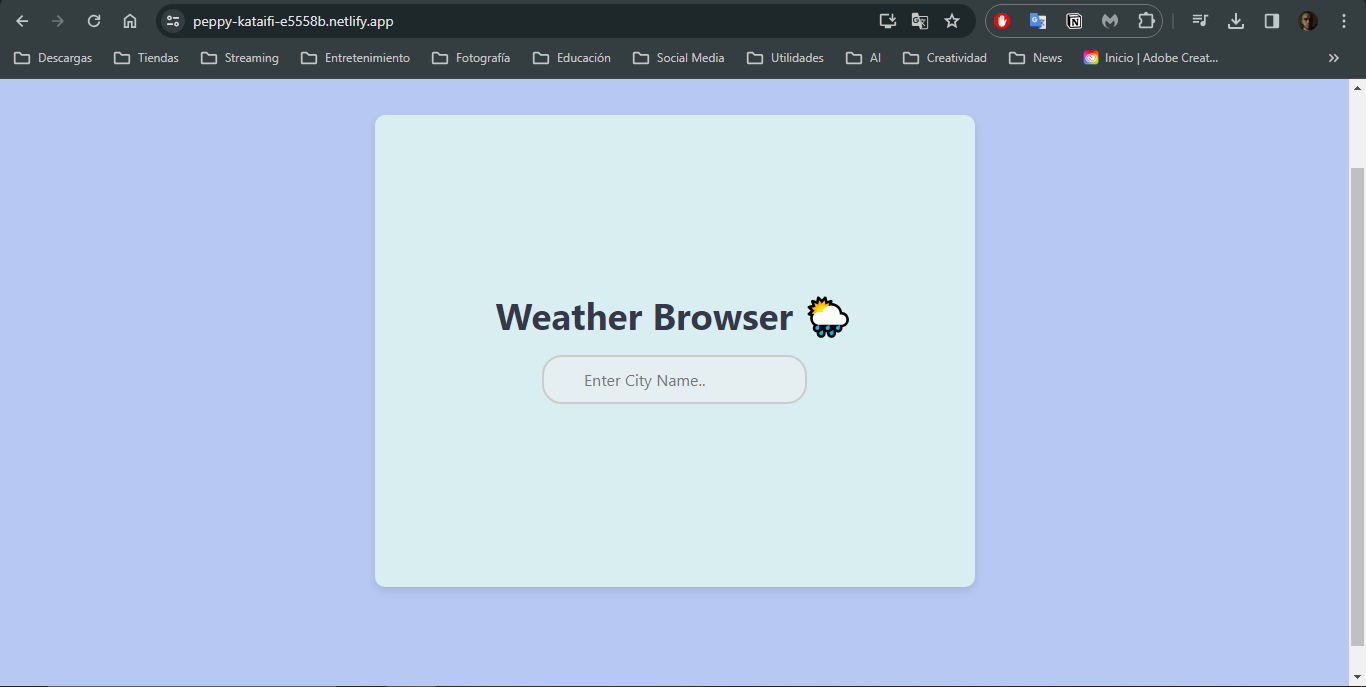 peppy-kataifi-e5558b.netlify.app
Descargas Tiendas Streaming Entretenimiento Fotografía Educación Social Media Utilidades AI Creatividad News Inicio | Adobe Creat...
Weather Browser
Enter City Name..